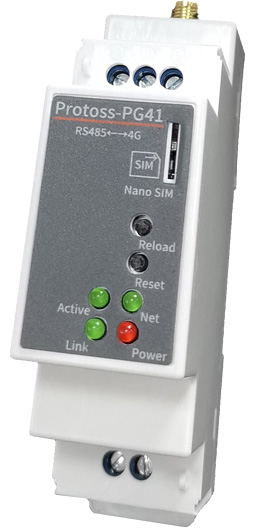 Protoss-PG41
RS485←→4G
SIM
Nano SIM
Reload
Reset
Active
Net
Link
Power